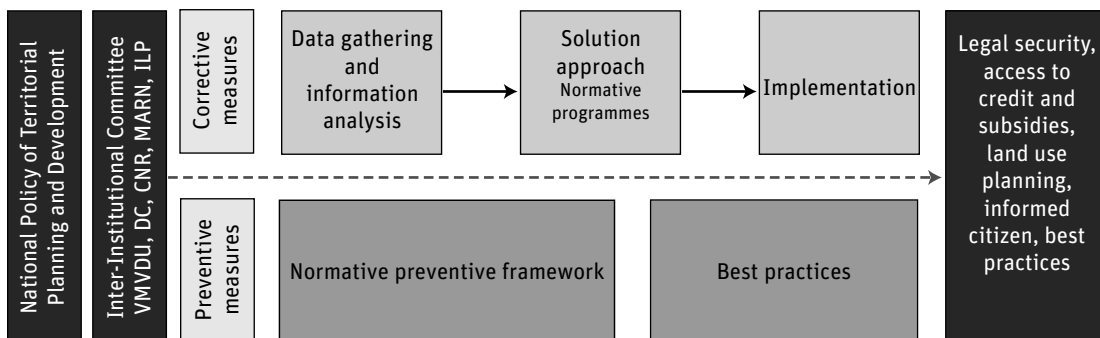 National Policy of Territorial
Planning and Development
Inter-Institutional Committee
VMVDU, DC, CNR, MARN, ILP
Corrective
measures
Data gathering
and
information
analysis
Solution
approach
Normative
programmes
Implementation
Preventive
measures
Normative preventive framework
Best practices
Legal security,
access to
credit and
subsidies,
land use
planning,
informed
citizen, best
practices